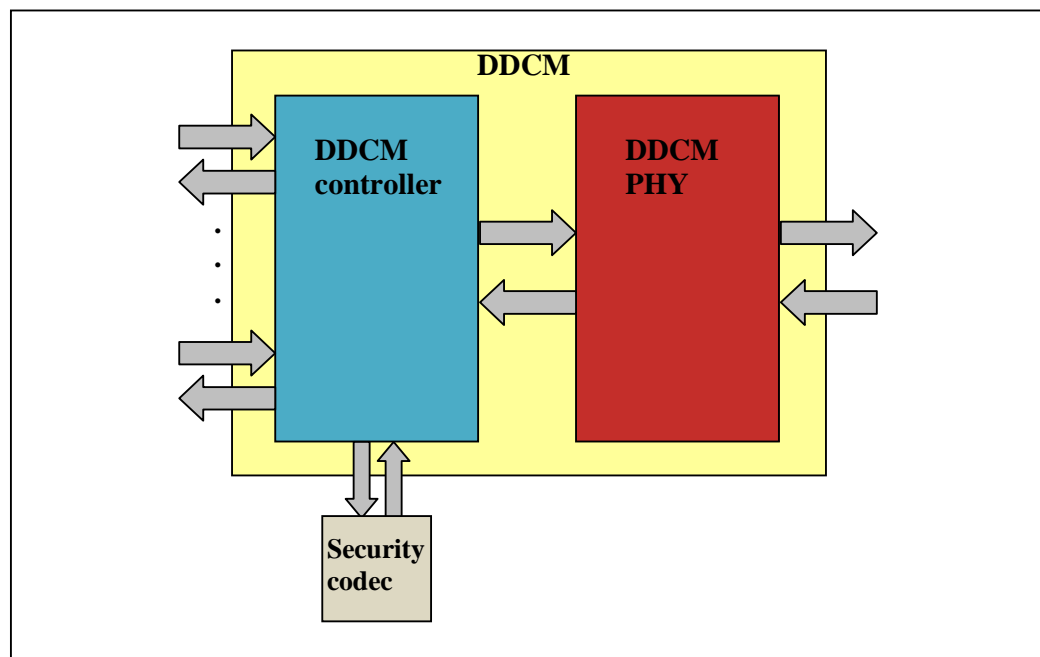 DDCM
DDCM
controller
DDCM
PHY
Security
codec